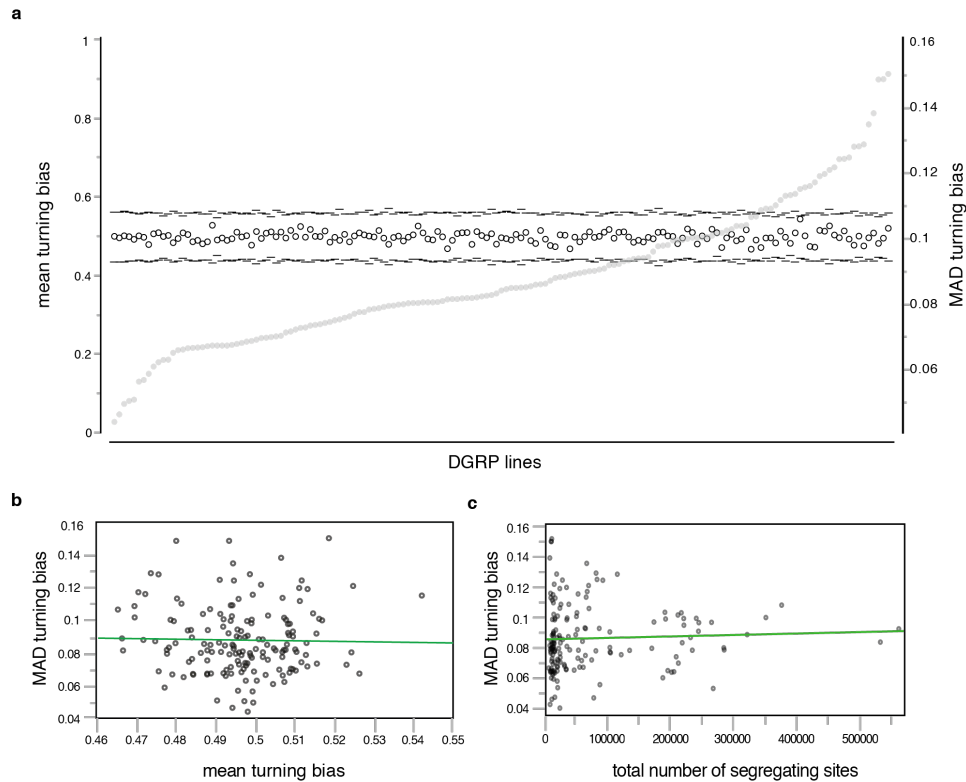 a
mean turning bias
1
0.8
0.6
0.4
0.2
0
0.16
0.14
0.12
0.1
0.08
0.06
MAD turning bias
DGRP lines
b
MAD turning bias
0.16
0.14
0.12
0.1
0.08
0.06
0.04
0.46 0.47 0.48 0.49 0.5 0.51 0.52 0.53 0.54 0.55
mean turning bias
c
MAD turning bias
0.16
0.14
0.12
0.10
0.08
0.06
0.04
0 100000 200000 300000 400000 500000
total number of segregating sites